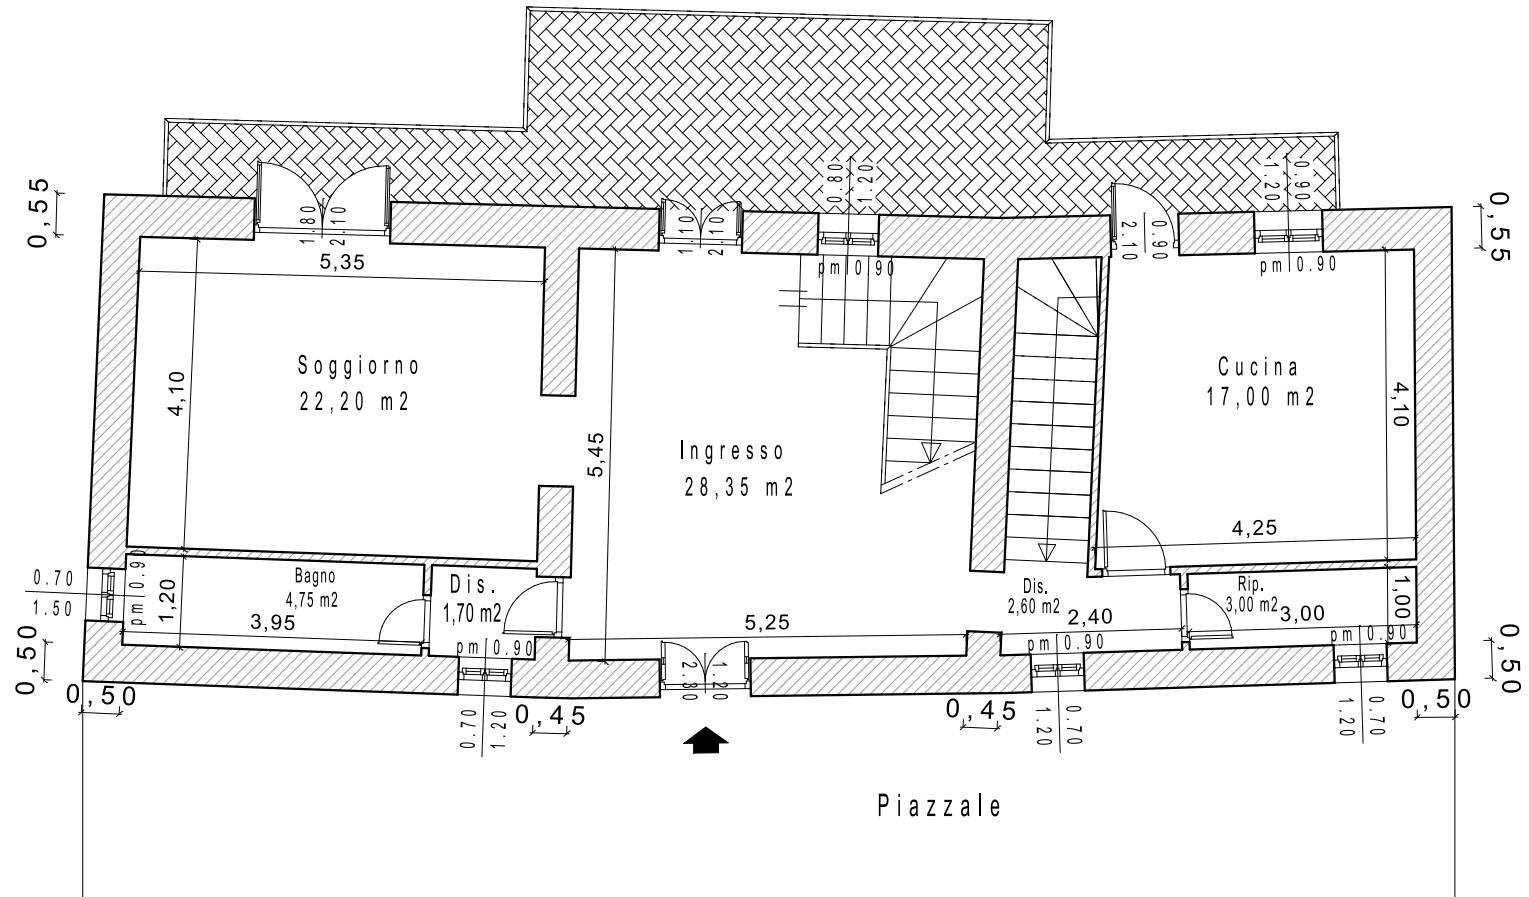 0,55
1.80
2.10
1.10
2.10
0.80
1.20
pm 0.90
2.10
0.90
1.20
0.90
pm 0.90
0,55
5,35
Soggiorno
22,20 m2
4,10
Cucina
17,00 m2
4,10
Ingresso
28,35 m2
5,45
4,25
0.70
1.50
pm 0.9
1,20
Bagno
4,75 m2
3,95
Dis.
1,70 m2
pm 0.90
5,25
Dis.
2,60 m2
2,40
pm 0.90
Rip.
3,00 m2
3,00
1,00
pm 0.90
0,50
0,50
0.70
1.20
0,45
2.30
1.20
0,45
1.20
0.70
1.20
0.70
0,50
0,50
Piazzale